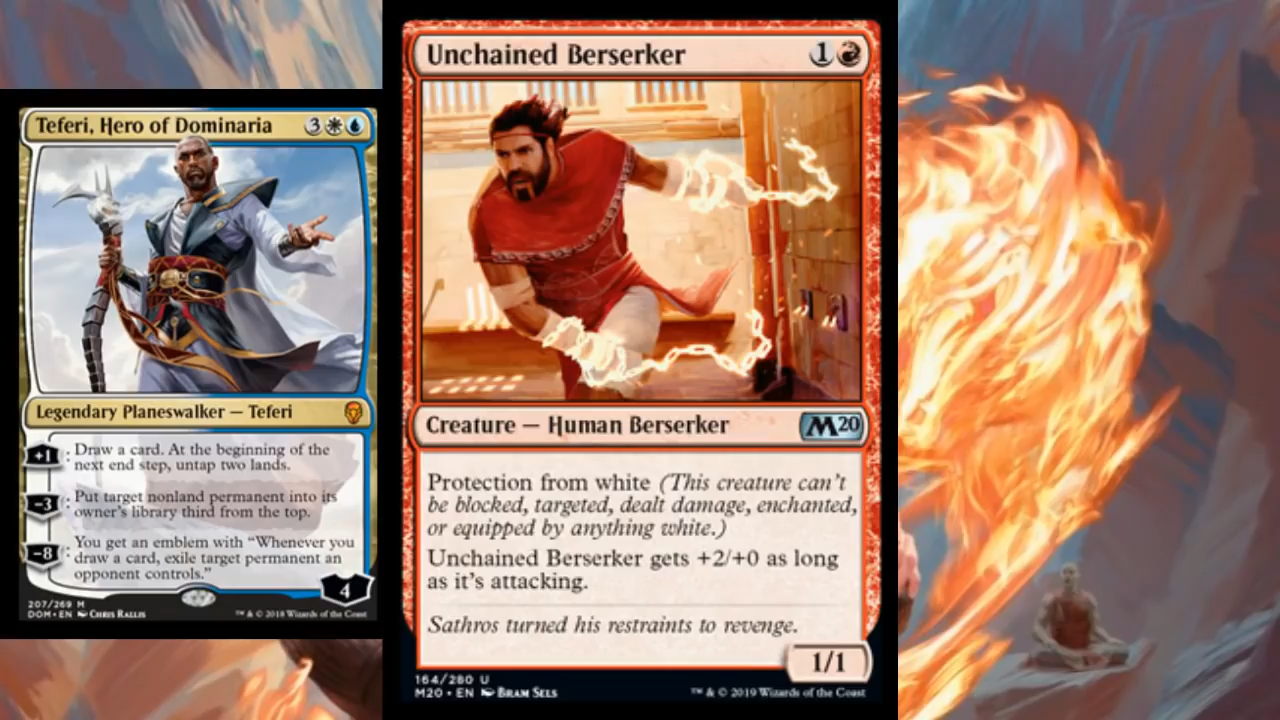 Teferi, Hero of Dominaria 3
Legendary Planeswalker — Teferi
+1: Draw a card. At the beginning of the
next end step, untap two lands.
-3: Put target nonland permanent into its
owner's library third from the top.
-8: You get an emblem with “Whenever you
draw a card, exile target permanent an
opponent controls.”
4
207/269 M
DOM • EN CHRIS RALLIS ™ & © 2018 Wizards of the Coast
Unchained Berserker 1
Creature — Human Berserker M20
Protection from white (This creature can't
be blocked, targeted, dealt damage, enchanted,
or equipped by anything white.)
Unchained Berserker gets +2/+0 as long
as it's attacking.
Sathros turned his restraints to revenge.
1/1
164/280 U
M20 • EN BRAM SELS ™ & © 2019 Wizards of the Coast